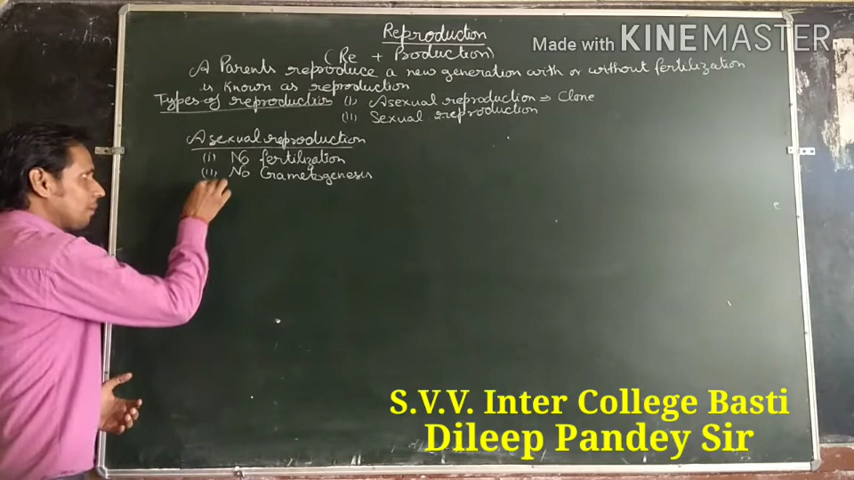 Reproduction
Made with KINEMASTER
(Re + Poduction)
A Parents reproduce a new generation with or without fertilization
is known as reproduction
Types of reproduction (i) Asexual reproduction ⇒ Clone
(ii) Sexual reproduction
Asexual reproduction
(i) No fertilization
(ii) No Gametogenesis
S.V.V. Inter College Basti
Dileep Pandey Sir